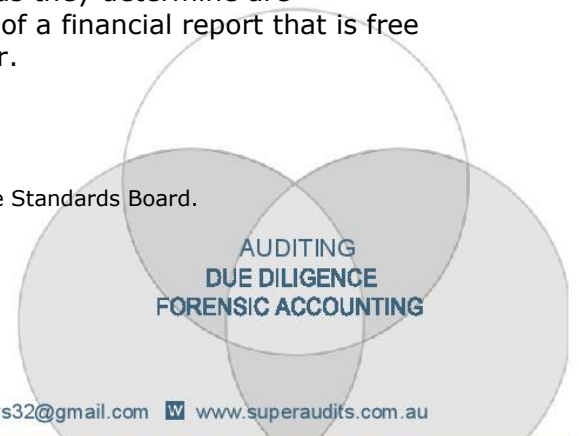 of a financial report that is free
r.
Standards Board.
AUDITING
DUE DILIGENCE
FORENSIC ACCOUNTING
s32@gmail.com W www.superaudits.com.au